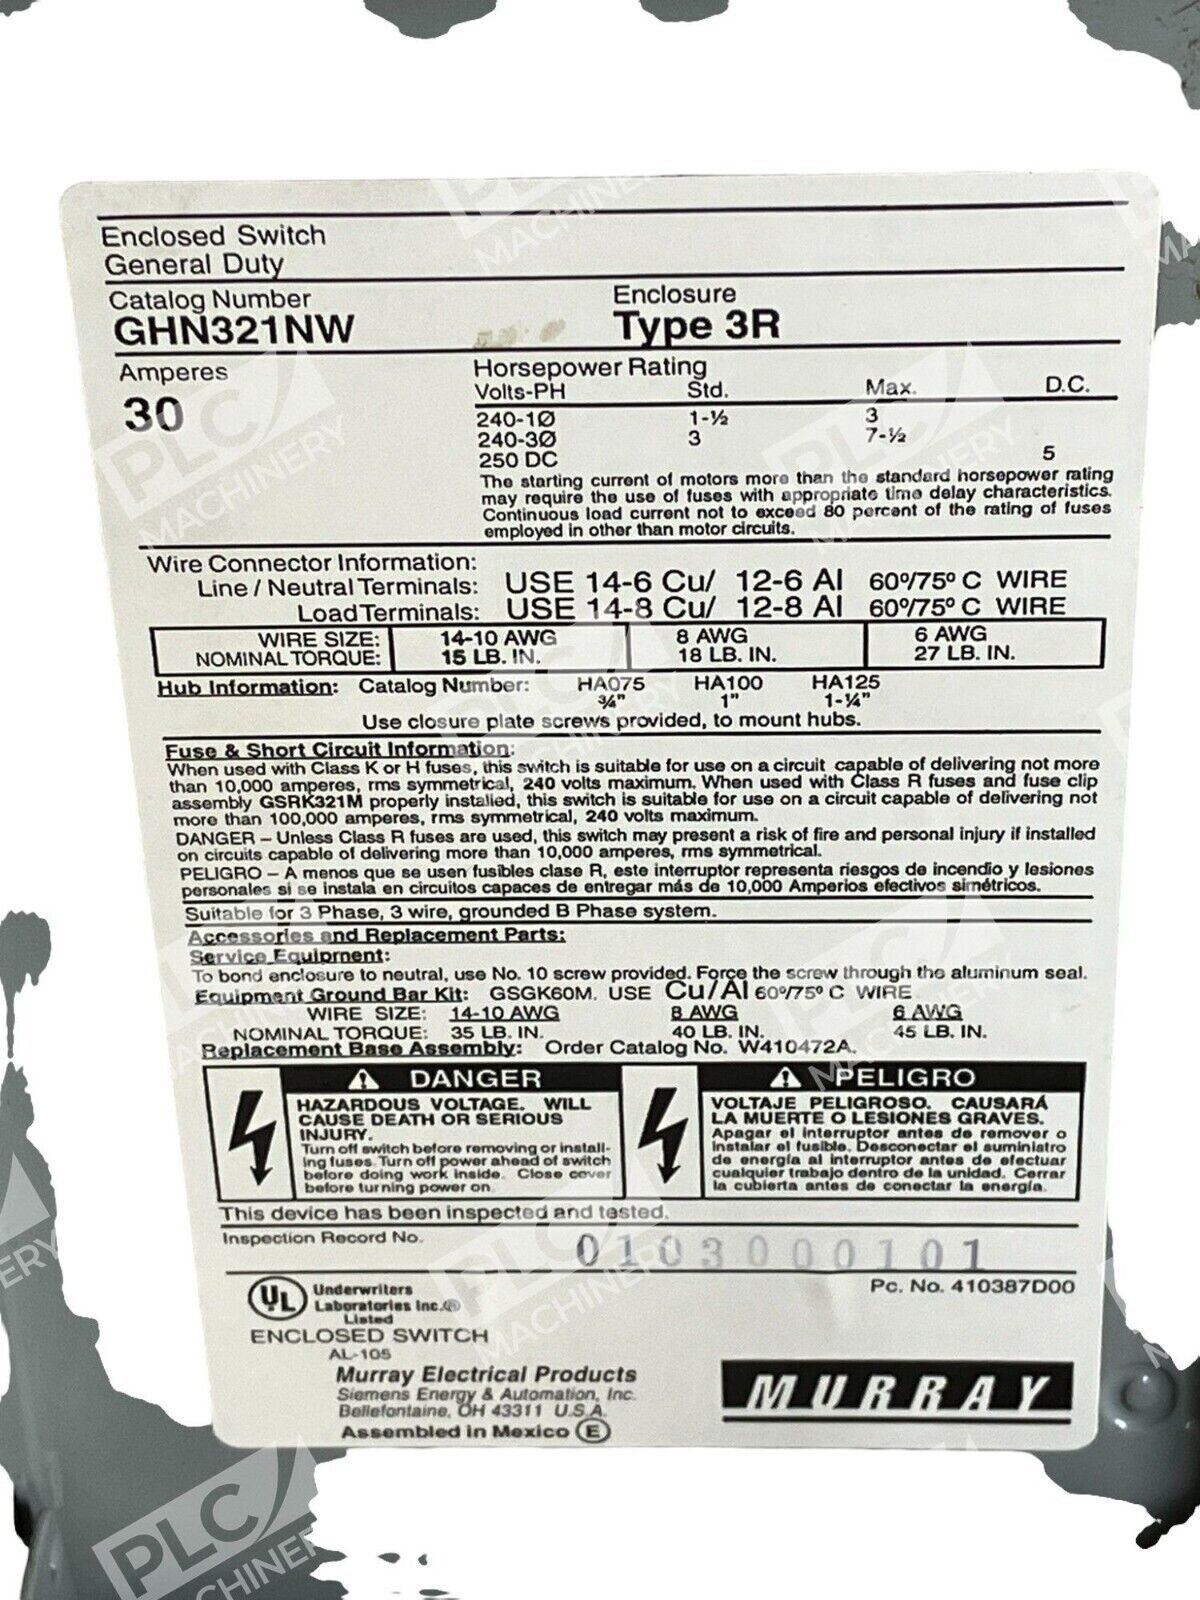 Enclosed Switch
General Duty
Catalog Number Enclosure
GHN321NW Type 3R
Amperes Horsepower Rating
30 Volts-PH Std. Max. D.C.
240-1Ø 1-½ 3
240-3Ø 3 7-½
250 DC 5
The starting current of motors more than the standard horsepower rating
may require the use of fuses with appropriate time delay characteristics.
Continuous load current not to exceed 80 percent of the rating of fuses
employed in other than motor circuits.
Wire Connector Information:
Line / Neutral Terminals: USE 14-6 Cu/ 12-6 Al 60º/75º C WIRE
Load Terminals: USE 14-8 Cu/ 12-8 Al 60º/75º C WIRE
WIRE SIZE: 14-10 AWG 8 AWG 6 AWG
NOMINAL TORQUE: 15 LB. IN. 18 LB. IN. 27 LB. IN.
Hub Information: Catalog Number: HA075 HA100 HA125
¾" 1" 1-¼"
Use closure plate screws provided, to mount hubs.
Fuse & Short Circuit Information:
When used with Class K or H fuses, this switch is suitable for use on a circuit capable of delivering not more
than 10,000 amperes, rms symmetrical, 240 volts maximum. When used with Class R fuses and fuse clip
assembly GSRK321M properly installed, this switch is suitable for use on a circuit capable of delivering not
more than 100,000 amperes, rms symmetrical, 240 volts maximum.
DANGER – Unless Class R fuses are used, this switch may present a risk of fire and personal injury if installed
on circuits capable of delivering more than 10,000 amperes, rms symmetrical.
PELIGRO – A menos que se usen fusibles clase R, este interruptor representa riesgos de incendio y lesiones
personales si se instala en circuitos capaces de entregar más de 10,000 Amperios efectivos simétricos.
Suitable for 3 Phase, 3 wire, grounded B Phase system.
Accessories and Replacement Parts:
Service Equipment:
To bond enclosure to neutral, use No. 10 screw provided. Force the screw through the aluminum seal.
Equipment Ground Bar Kit: GSGK60M. USE Cu/Al 60º/75º C WIRE
WIRE SIZE: 14-10 AWG 8 AWG 6 AWG
NOMINAL TORQUE: 35 LB. IN. 40 LB. IN. 45 LB. IN.
Replacement Base Assembly: Order Catalog No. W410472A.
DANGER
HAZARDOUS VOLTAGE. WILL
CAUSE DEATH OR SERIOUS
INJURY.
Turn off switch before removing or install-
ing fuses. Turn off power ahead of switch
before doing work inside. Close cover
before turning power on.
PELIGRO
VOLTAJE PELIGROSO. CAUSARÁ
LA MUERTE O LESIONES GRAVES.
Apagar el interruptor antes de remover o
instalar el fusible. Desconectar el suministro
de energía al interruptor antes de efectuar
cualquier trabajo dentro de la unidad. Cerrar
la cubierta antes de conectar la energía.
This device has been inspected and tested.
Inspection Record No. 0103000101
UL Underwriters
Laboratories Inc.®
Listed
Pc. No. 410387D00
ENCLOSED SWITCH
AL-105
Murray Electrical Products
Siemens Energy & Automation, Inc.
Bellefontaine, OH 43311 U.S.A.
Assembled in Mexico E
MURRAY
PLC MACHINERY